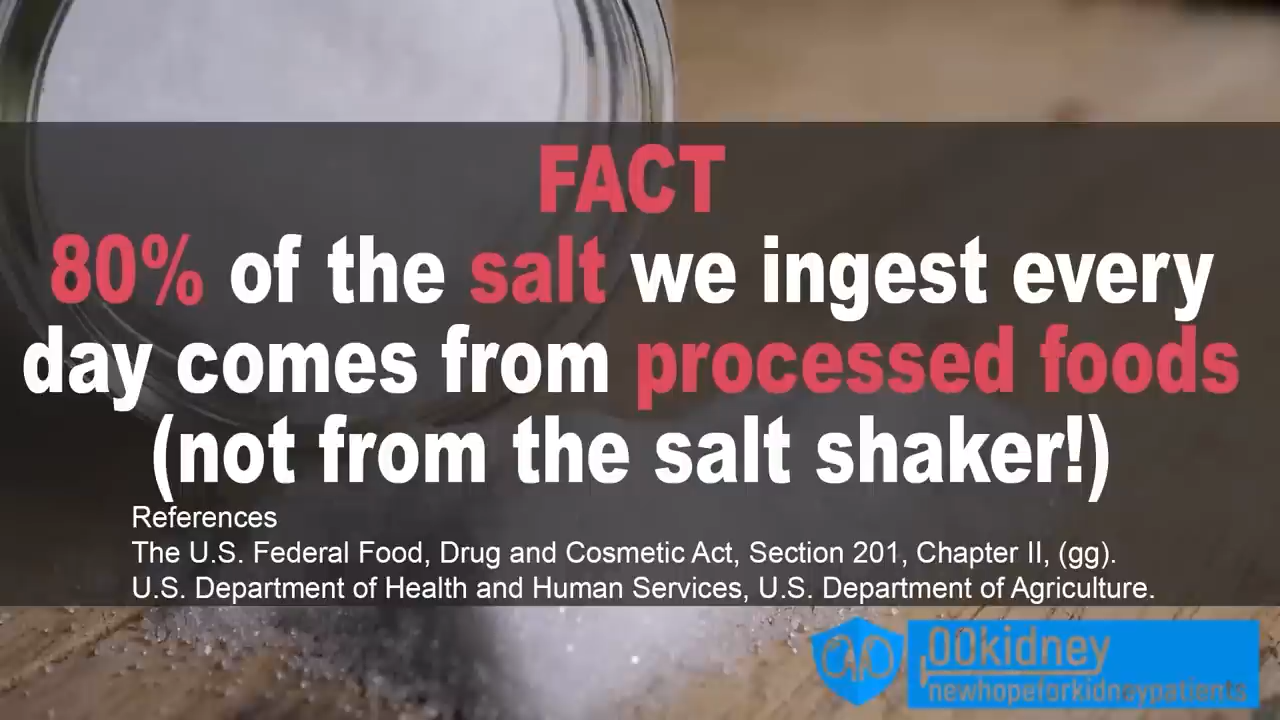 FACT
80% of the salt we ingest every
day comes from processed foods
(not from the salt shaker!)
References
The U.S. Federal Food, Drug and Cosmetic Act, Section 201, Chapter II, (gg).
U.S. Department of Health and Human Services, U.S. Department of Agriculture.
00kidney
newhopeforkidneypatients